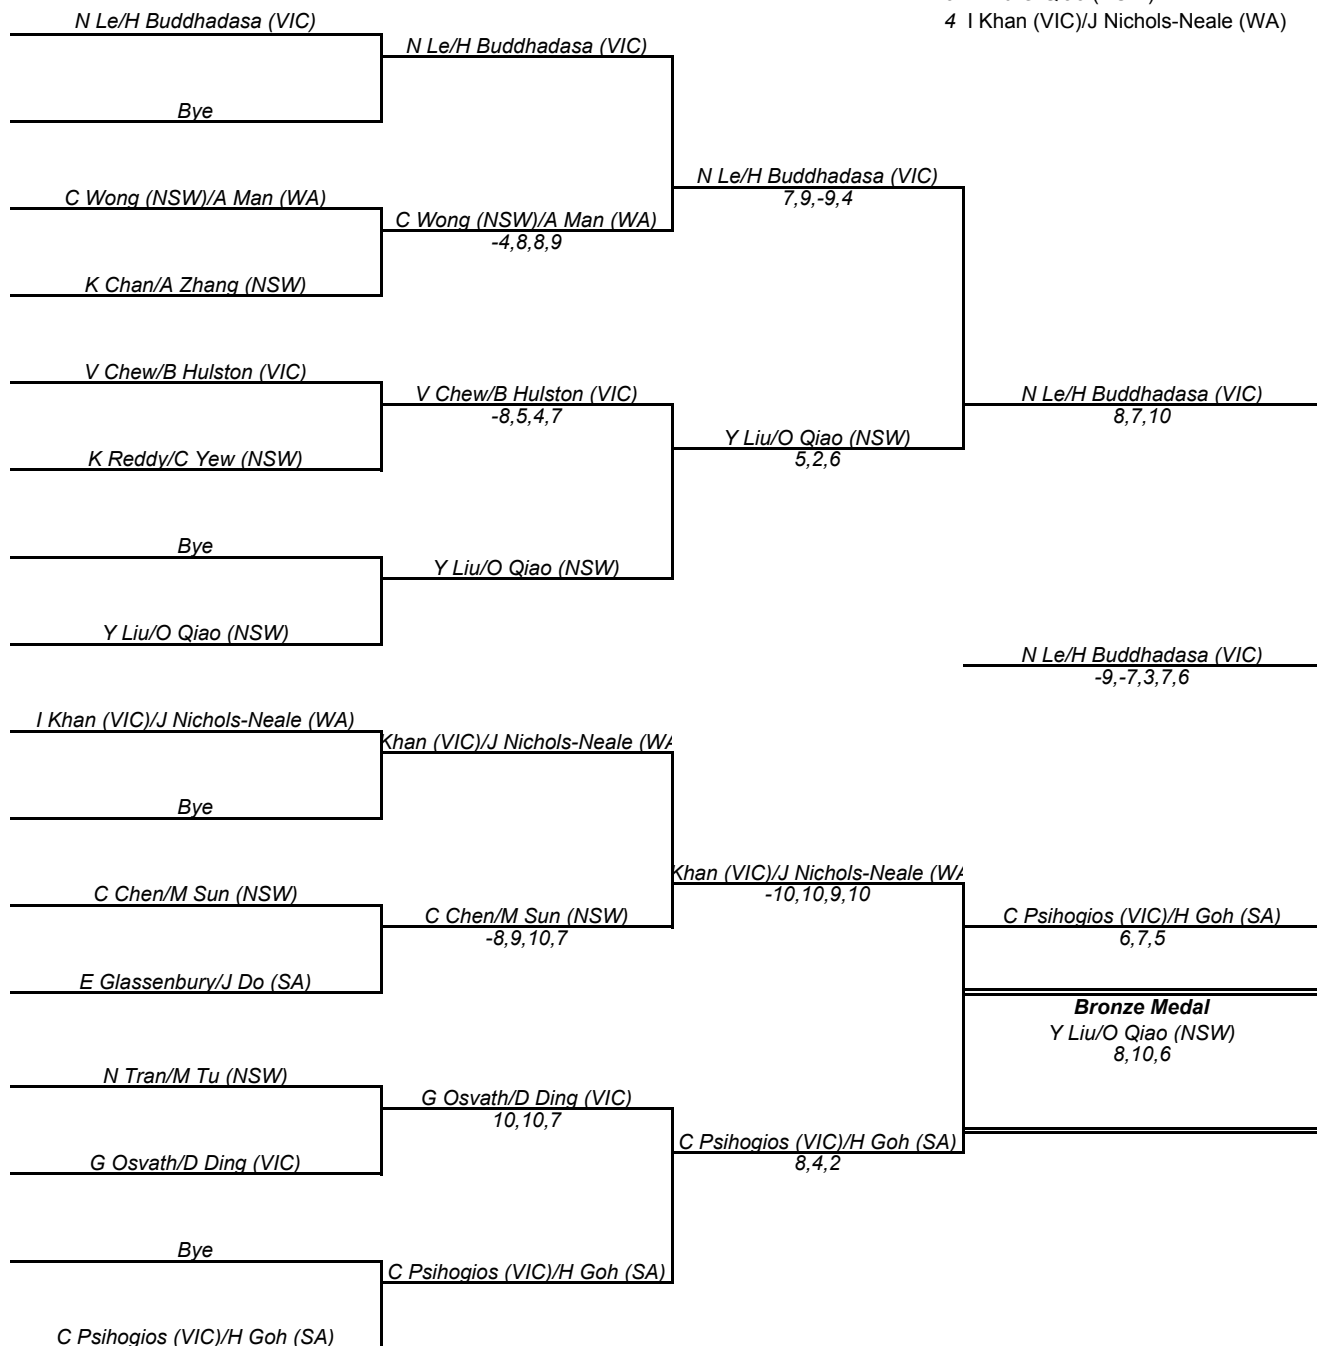 4 I Khan (VIC)/J Nichols-Neale (WA)
N Le/H Buddhadasa (VIC)
N Le/H Buddhadasa (VIC)
Bye
N Le/H Buddhadasa (VIC)
7,9,-9,4
C Wong (NSW)/A Man (WA)
C Wong (NSW)/A Man (WA)
-4,8,8,9
K Chan/A Zhang (NSW)
V Chew/B Hulston (VIC)
V Chew/B Hulston (VIC)
-8,5,4,7
N Le/H Buddhadasa (VIC)
8,7,10
K Reddy/C Yew (NSW)
Y Liu/O Qiao (NSW)
5,2,6
Bye
Y Liu/O Qiao (NSW)
Y Liu/O Qiao (NSW)
N Le/H Buddhadasa (VIC)
-9,-7,3,7,6
I Khan (VIC)/J Nichols-Neale (WA)
Khan (VIC)/J Nichols-Neale (WA
Bye
Khan (VIC)/J Nichols-Neale (WA
-10,10,9,10
C Chen/M Sun (NSW)
C Chen/M Sun (NSW)
-8,9,10,7
C Psihogios (VIC)/H Goh (SA)
6,7,5
E Glassenbury/J Do (SA)
Bronze Medal
Y Liu/O Qiao (NSW)
8,10,6
N Tran/M Tu (NSW)
G Osvath/D Ding (VIC)
10,10,7
C Psihogios (VIC)/H Goh (SA)
8,4,2
G Osvath/D Ding (VIC)
Bye
C Psihogios (VIC)/H Goh (SA)
C Psihogios (VIC)/H Goh (SA)